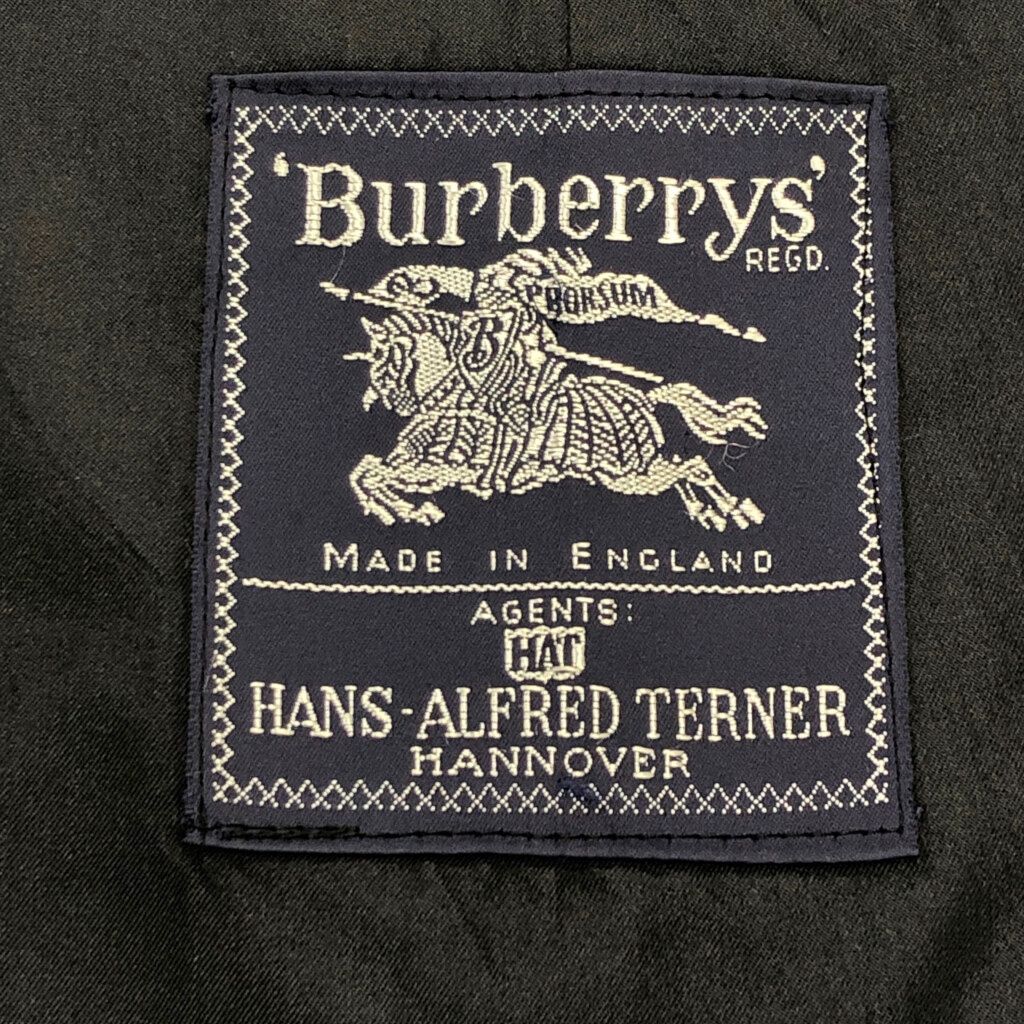 'Burberrys'
REGD.
PRORSUM
B
MADE IN ENGLAND
AGENTS:
HAT
HANS-ALFRED TERNER
HANNOVER